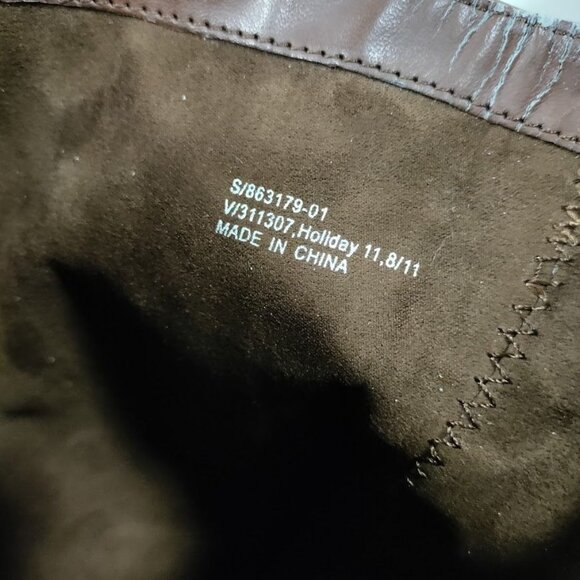 S/863179-01
V/311307,Holiday 11,8/11
MADE IN CHINA